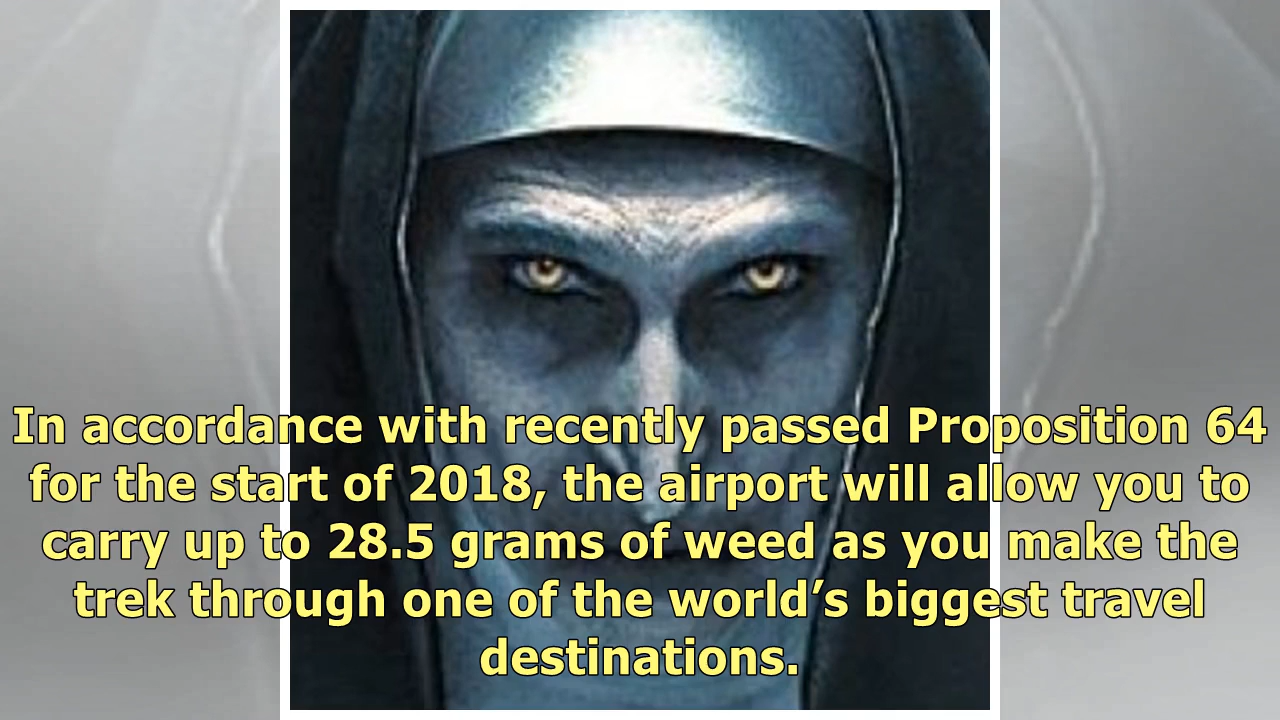 In accordance with recently passed Proposition 64
for the start of 2018, the airport will allow you to
carry up to 28.5 grams of weed as you make the
trek through one of the world’s biggest travel
destinations.